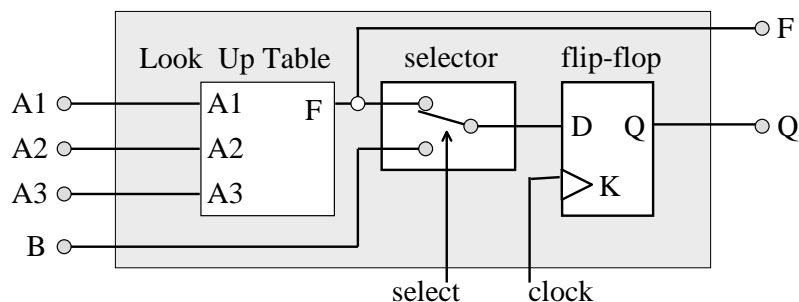 F
Look Up Table
selector
flip-flop
A1
A1
F
A2
A2
D
Q
Q
A3
A3
K
B
select
clock